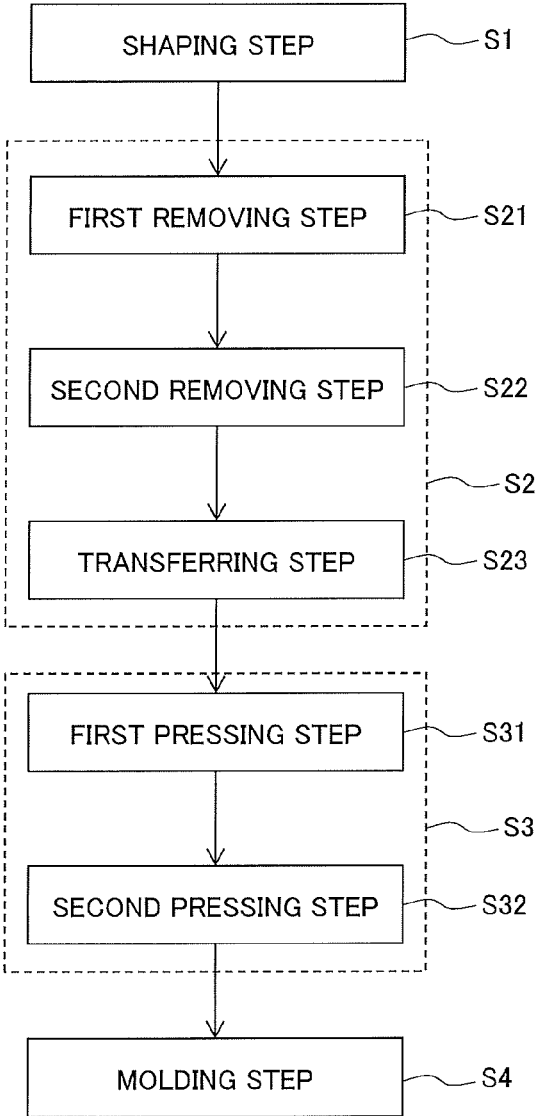 SHAPING STEP S1
FIRST REMOVING STEP S21
SECOND REMOVING STEP S22
S2
TRANSFERRING STEP S23
FIRST PRESSING STEP S31
S3
SECOND PRESSING STEP S32
MOLDING STEP S4